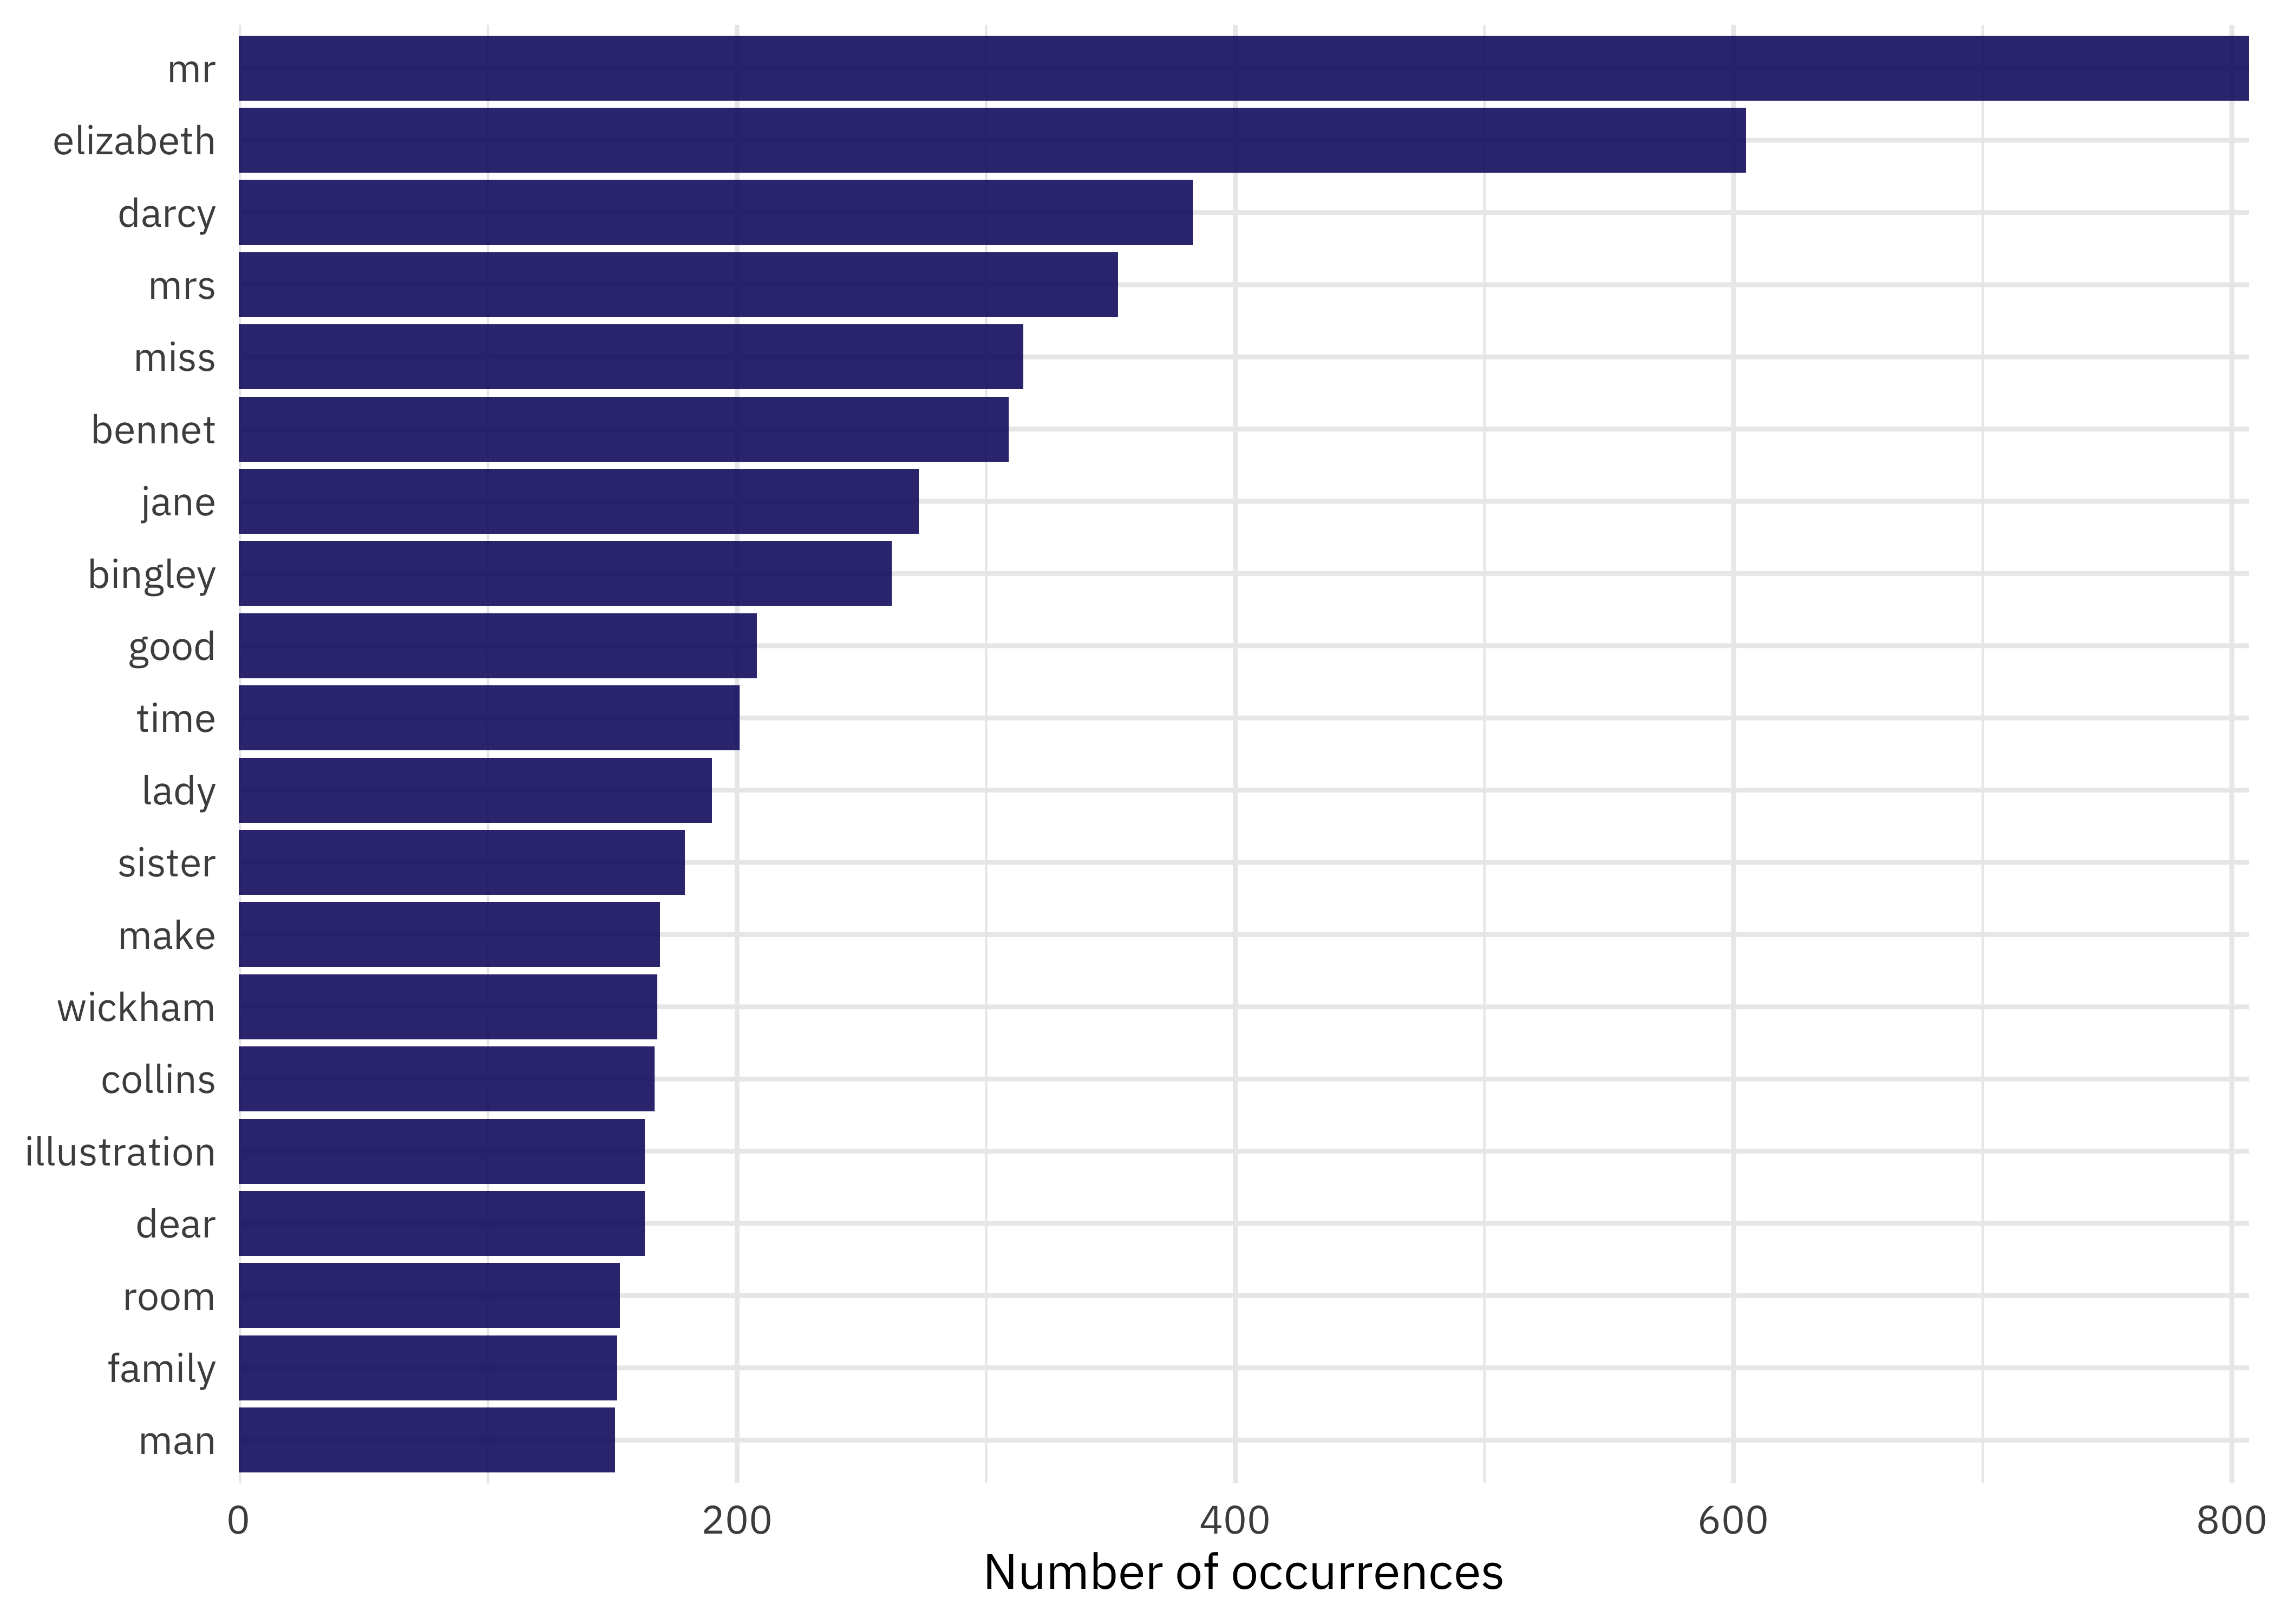 mr
elizabeth
darcy
mrs
miss
bennet
jane
bingley
good
time
lady
sister
make
wickham
collins
illustration
dear
room
family
man
0 200 400 600 800
Number of occurrences